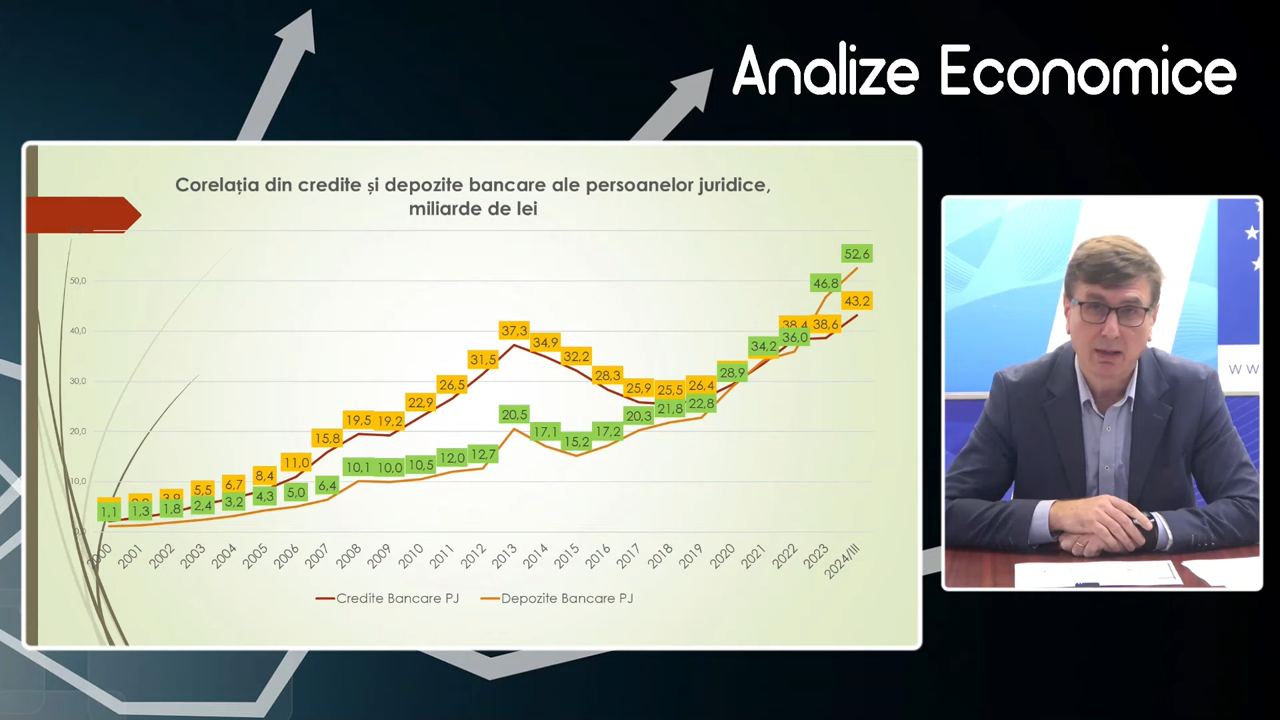 Analize Economice
Corelația din credite și depozite bancare ale persoanelor juridice,
miliarde de lei
50,0
40,0
30,0
20,0
10,0
1,1 1,3 1,8 2,4 3,2 4,3 5,0 6,4 10,1 10,0 10,5 12,0 12,7 20,5 17,1 15,2 17,2 20,3 21,8 22,8 28,9 34,2 36,0 46,8 52,6
3,9 5,5 6,7 8,4 11,0 15,8 19,5 19,2 22,9 26,5 31,5 37,3 34,9 32,2 28,3 25,9 25,5 26,4 38,4 38,6 43,2
2000 2001 2002 2003 2004 2005 2006 2007 2008 2009 2010 2011 2012 2013 2014 2015 2016 2017 2018 2019 2020 2021 2022 2023 2024/III
Credite Bancare PJ Depozite Bancare PJ
WW